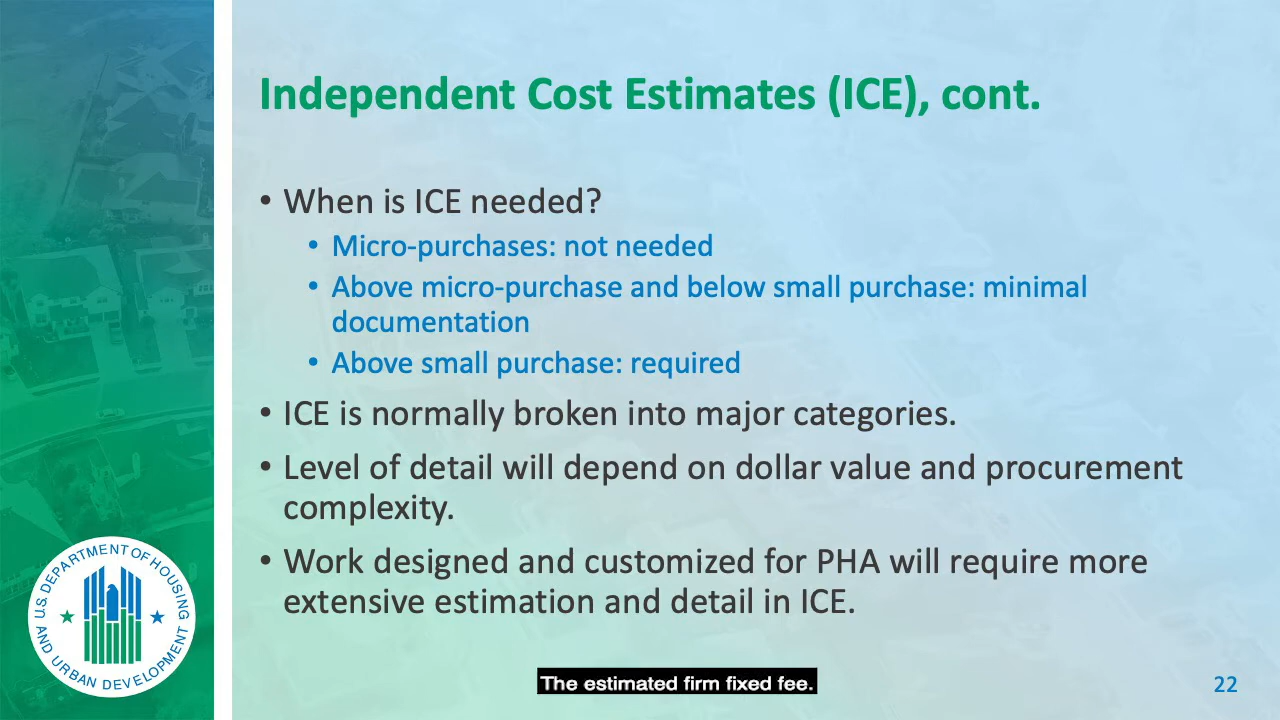 Independent Cost Estimates (ICE), cont.
• When is ICE needed?
• Micro-purchases: not needed
• Above micro-purchase and below small purchase: minimal
documentation
• Above small purchase: required
• ICE is normally broken into major categories.
• Level of detail will depend on dollar value and procurement
complexity.
• Work designed and customized for PHA will require more
extensive estimation and detail in ICE.
U.S. DEPARTMENT OF HOUSING
AND URBAN DEVELOPMENT
The estimated firm fixed fee.
22